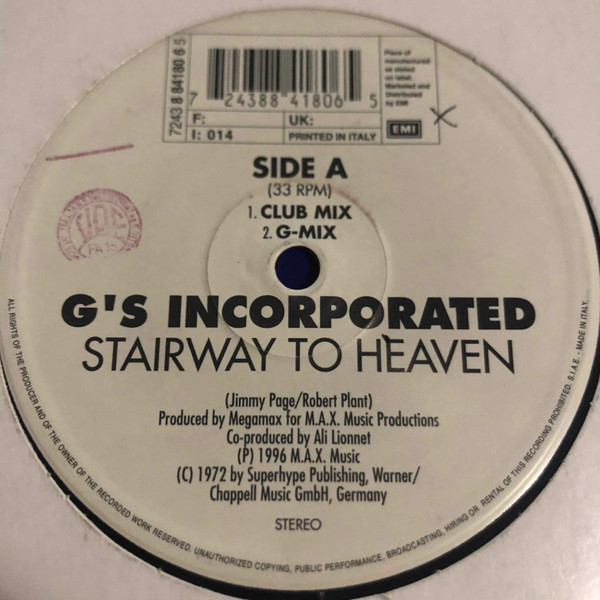 7243 8 84180 6 5
7 24388 41806 5
Place of
manufactured
as stated
on label.
Marketed and
Distributed
by EMI
F:
UK:
I: 014
PRINTED IN ITALY
EMI
X
SIDE A
(33 RPM)
1. CLUB MIX
2. G-MIX
G'S INCORPORATED
STAIRWAY TO HEAVEN
(Jimmy Page/Robert Plant)
Produced by Megamax for M.A.X. Music Productions
Co-produced by Ali Lionnet
(P) 1996 M.A.X. Music
(C) 1972 by Superhype Publishing, Warner/
Chappell Music GmbH, Germany
STEREO
ALL RIGHTS OF THE PRODUCER AND OF THE OWNER OF THE RECORDED WORK RESERVED. UNAUTHORIZED COPYING, PUBLIC PERFORMANCE, BROADCASTING, HIRING OR RENTAL OF THIS RECORDING PROHIBITED. S.I.A.E. - MADE IN ITALY.